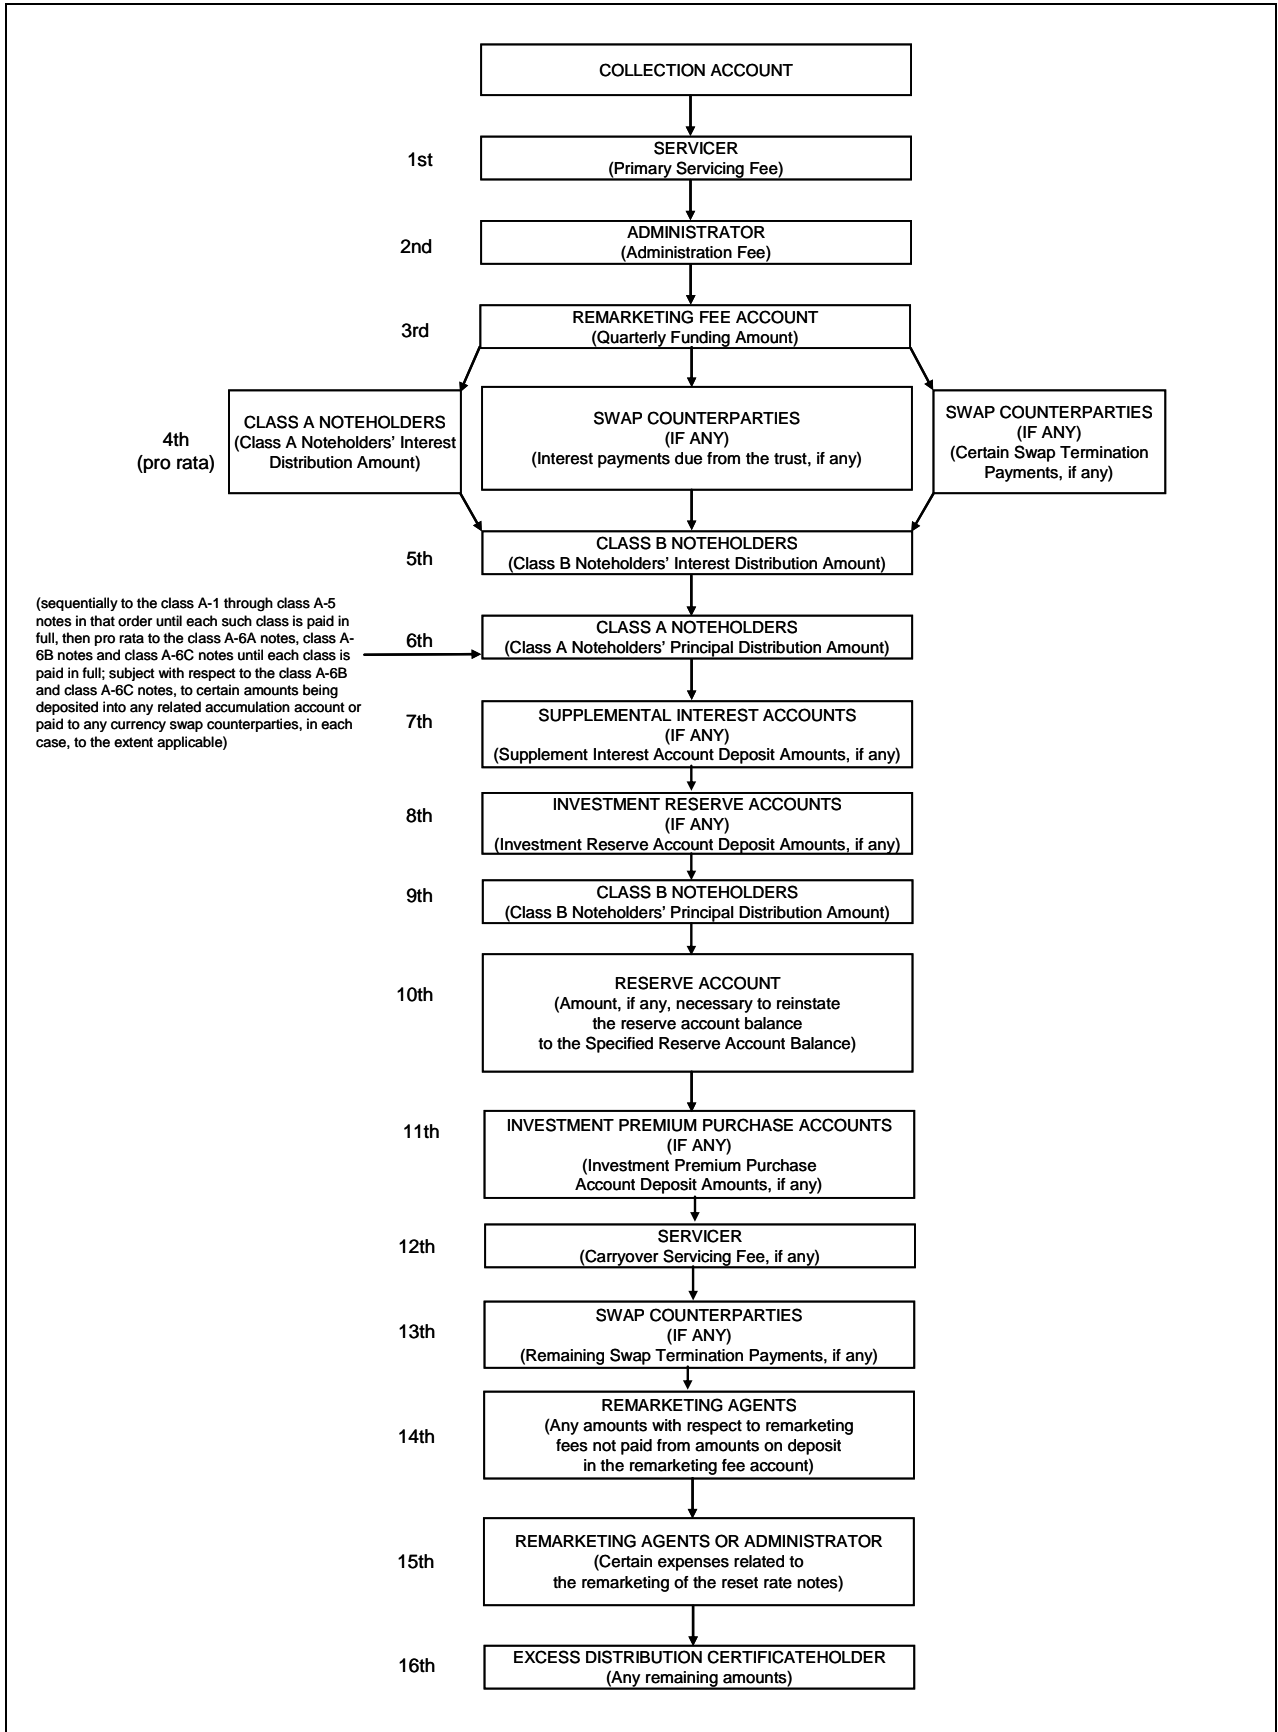 COLLECTION ACCOUNT
1st
SERVICER
(Primary Servicing Fee)
2nd
ADMINISTRATOR
(Administration Fee)
3rd
REMARKETING FEE ACCOUNT
(Quarterly Funding Amount)
4th
(pro rata)
CLASS A NOTEHOLDERS
(Class A Noteholders’ Interest
Distribution Amount)
SWAP COUNTERPARTIES
(IF ANY)
(Interest payments due from the trust, if any)
SWAP COUNTERPARTIES
(IF ANY)
(Certain Swap Termination
Payments, if any)
5th
CLASS B NOTEHOLDERS
(Class B Noteholders’ Interest Distribution Amount)
(sequentially to the class A-1 through class A-5
notes in that order until each such class is paid in
full, then pro rata to the class A-6A notes, class A-
6B notes and class A-6C notes until each class is
paid in full; subject with respect to the class A-6B
and class A-6C notes, to certain amounts being
deposited into any related accumulation account or
paid to any currency swap counterparties, in each
case, to the extent applicable)
6th
CLASS A NOTEHOLDERS
(Class A Noteholders’ Principal Distribution Amount)
7th
SUPPLEMENTAL INTEREST ACCOUNTS
(IF ANY)
(Supplement Interest Account Deposit Amounts, if any)
8th
INVESTMENT RESERVE ACCOUNTS
(IF ANY)
(Investment Reserve Account Deposit Amounts, if any)
9th
CLASS B NOTEHOLDERS
(Class B Noteholders’ Principal Distribution Amount)
10th
RESERVE ACCOUNT
(Amount, if any, necessary to reinstate
the reserve account balance
to the Specified Reserve Account Balance)
11th
INVESTMENT PREMIUM PURCHASE ACCOUNTS
(IF ANY)
(Investment Premium Purchase
Account Deposit Amounts, if any)
12th
SERVICER
(Carryover Servicing Fee, if any)
13th
SWAP COUNTERPARTIES
(IF ANY)
(Remaining Swap Termination Payments, if any)
14th
REMARKETING AGENTS
(Any amounts with respect to remarketing
fees not paid from amounts on deposit
in the remarketing fee account)
15th
REMARKETING AGENTS OR ADMINISTRATOR
(Certain expenses related to
the remarketing of the reset rate notes)
16th
EXCESS DISTRIBUTION CERTIFICATEHOLDER
(Any remaining amounts)